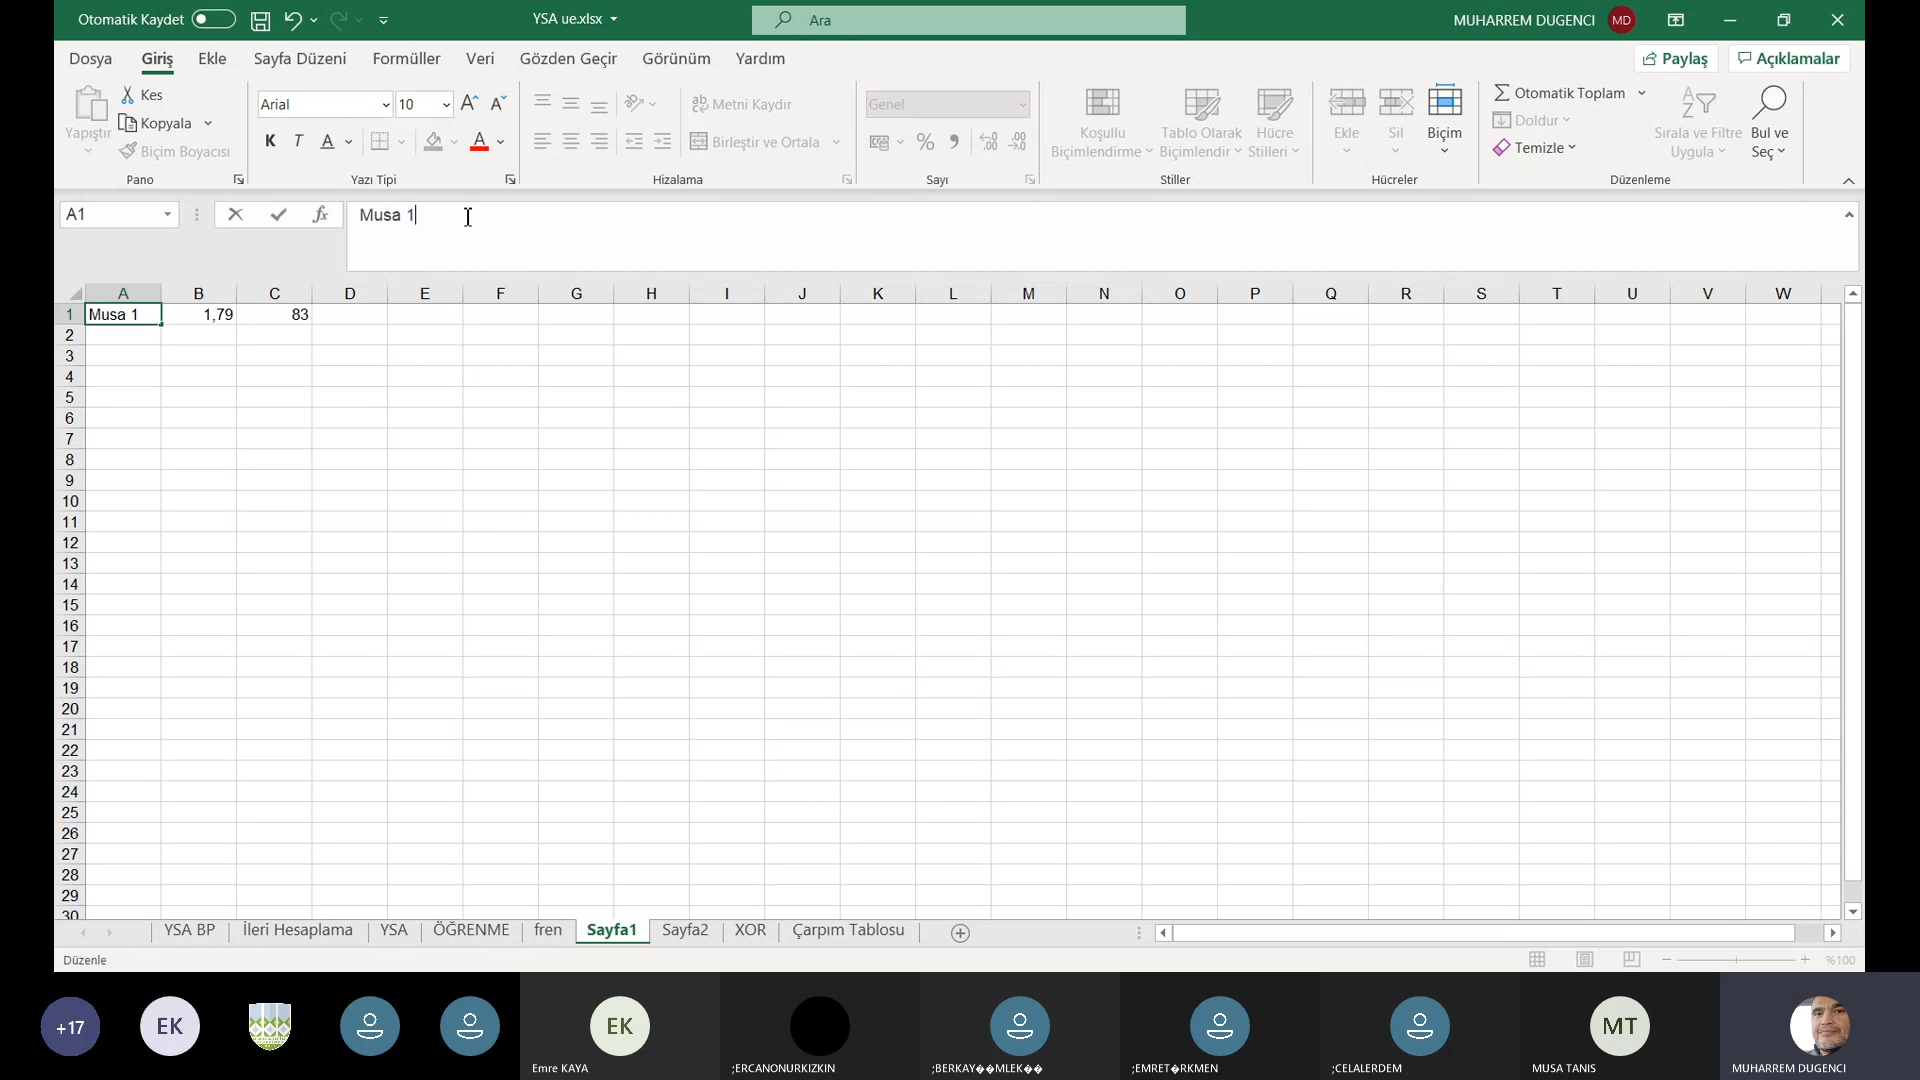 Otomatik Kaydet YSA ue.xlsx Ara MUHARREM DUGENCI MD
Dosya Giriş Ekle Sayfa Düzeni Formüller Veri Gözden Geçir Görünüm Yardım Paylaş Açıklamalar
Yapıştır Kes Kopyala Biçim Boyacısı
Pano
Arial 10
K T A A
Yazı Tipi
Metni Kaydır
Birleştir ve Ortala
Hizalama
Genel
%
Sayı
Koşullu Biçimlendirme Tablo Olarak Biçimlendir Hücre Stilleri
Stiller
Ekle Sil Biçim
Hücreler
Otomatik Toplam
Doldur
Temizle
Sırala ve Filtre Uygula Bul ve Seç
Düzenleme
A1 fx Musa 1
A B C D E F G H I J K L M N O P Q R S T U V W
1 Musa 1 1,79 83
2
3
4
5
6
7
8
9
10
11
12
13
14
15
16
17
18
19
20
21
22
23
24
25
26
27
28
29
30
YSA BP İleri Hesaplama YSA ÖĞRENME fren Sayfa1 Sayfa2 XOR Çarpım Tablosu
Düzenle %100
+17 EK EK MT
Emre KAYA ;ERCANONURKIZKIN ;BERKAY��MLEK�� ;EMRET�RKMEN ;CELALERDEM MUSA TANIS MUHARREM DUGENCI